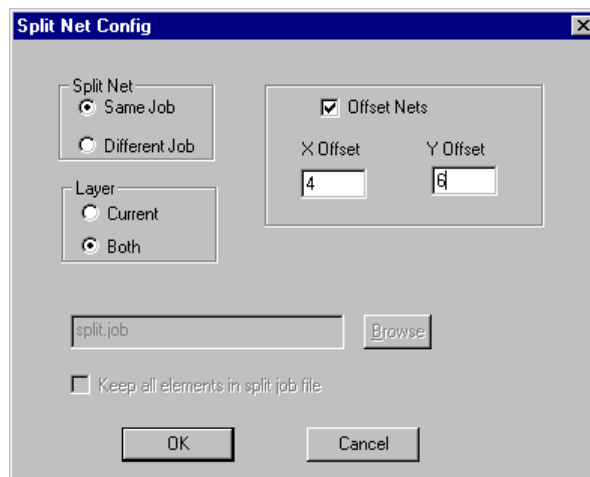 Split Net Config
Split Net
Same Job
Different Job
Offset Nets
X Offset
Y Offset
4
6
Layer
Current
Both
split.job
Browse
Keep all elements in split job file
OK
Cancel